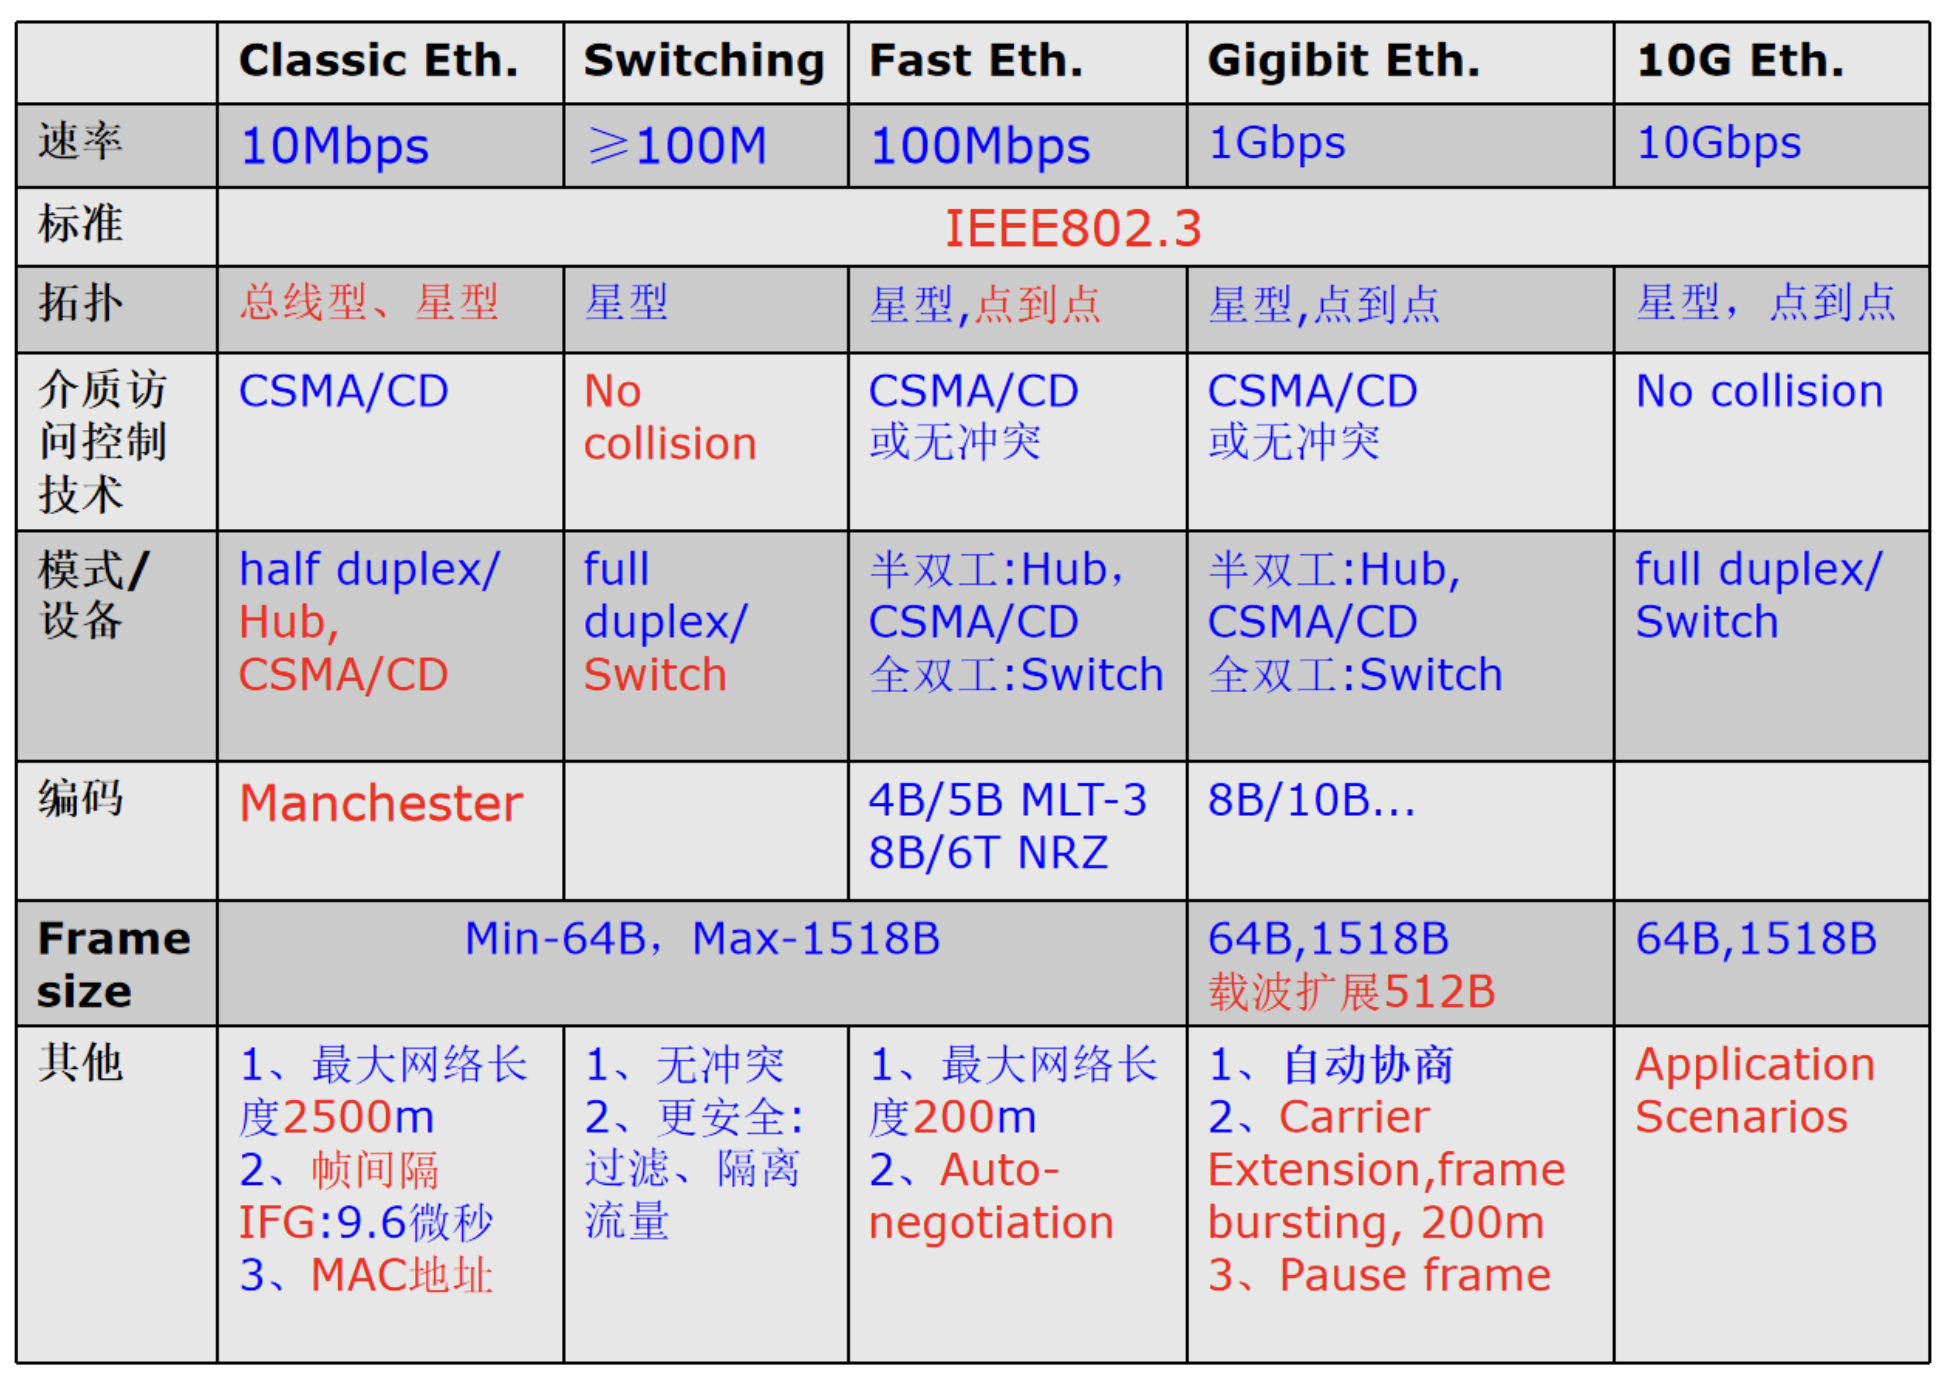 Classic Eth. Switching Fast Eth. Gigibit Eth. 10G Eth.
速率 10Mbps ≥100M 100Mbps 1Gbps 10Gbps
标准 IEEE802.3
拓扑 总线型、星型 星型 星型,点到点 星型,点到点 星型，点到点
介质访
问控制
技术
CSMA/CD
No
collision
CSMA/CD
或无冲突
CSMA/CD
或无冲突
No collision
模式/
设备
half duplex/
Hub,
CSMA/CD
full
duplex/
Switch
半双工:Hub，
CSMA/CD
全双工:Switch
半双工:Hub,
CSMA/CD
全双工:Switch
full duplex/
Switch
编码
Manchester
4B/5B MLT-3
8B/6T NRZ
8B/10B...
Frame
size
Min-64B，Max-1518B
64B,1518B
载波扩展512B
64B,1518B
其他
1、最大网络长
度2500m
2、帧间隔
IFG:9.6微秒
3、MAC地址
1、无冲突
2、更安全:
过滤、隔离
流量
1、最大网络长
度200m
2、Auto-
negotiation
1、自动协商
2、Carrier
Extension,frame
bursting, 200m
3、Pause frame
Application
Scenarios